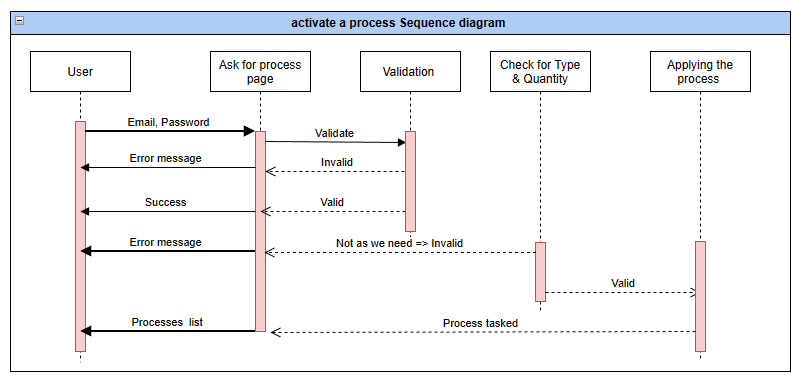 activate a process Sequence diagram
User
Ask for process
page
Validation
Check for Type
& Quantity
Applying the
process
Email, Password
Validate
Error message
Invalid
Success
Valid
Error message
Not as we need => Invalid
Valid
Processes list
Process tasked